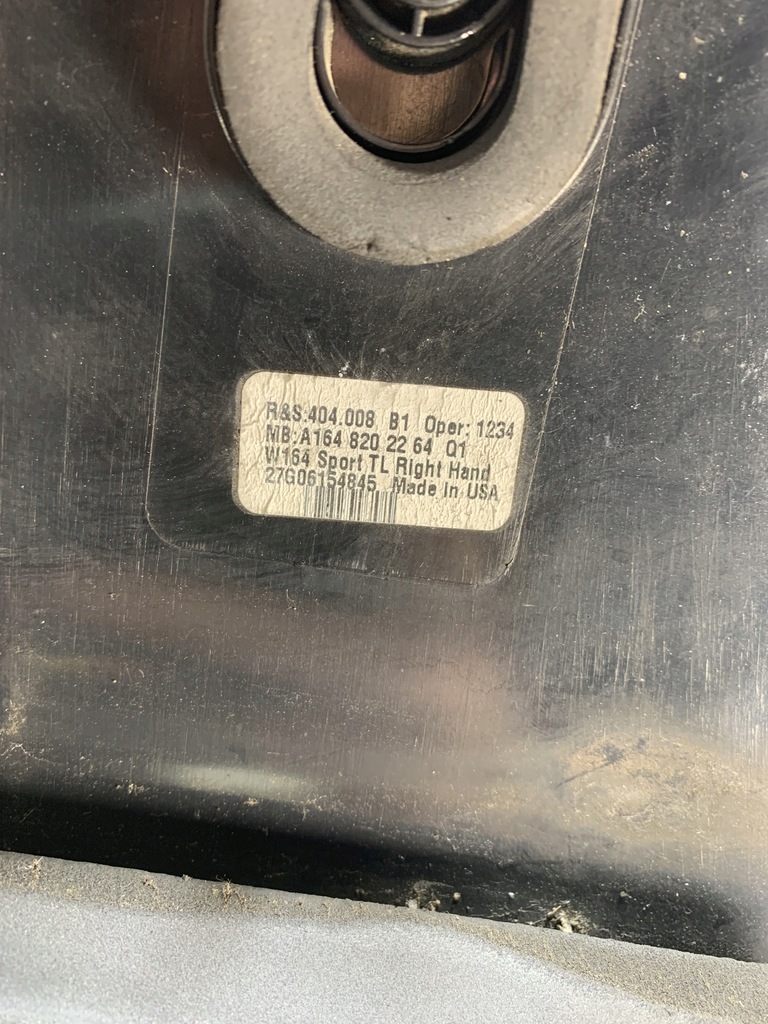 R&S:404.008 B1 Oper: 1234
MB:A164 820 22 64 Q1
W164 Sport TL Right Hand
27G06154845 Made in USA